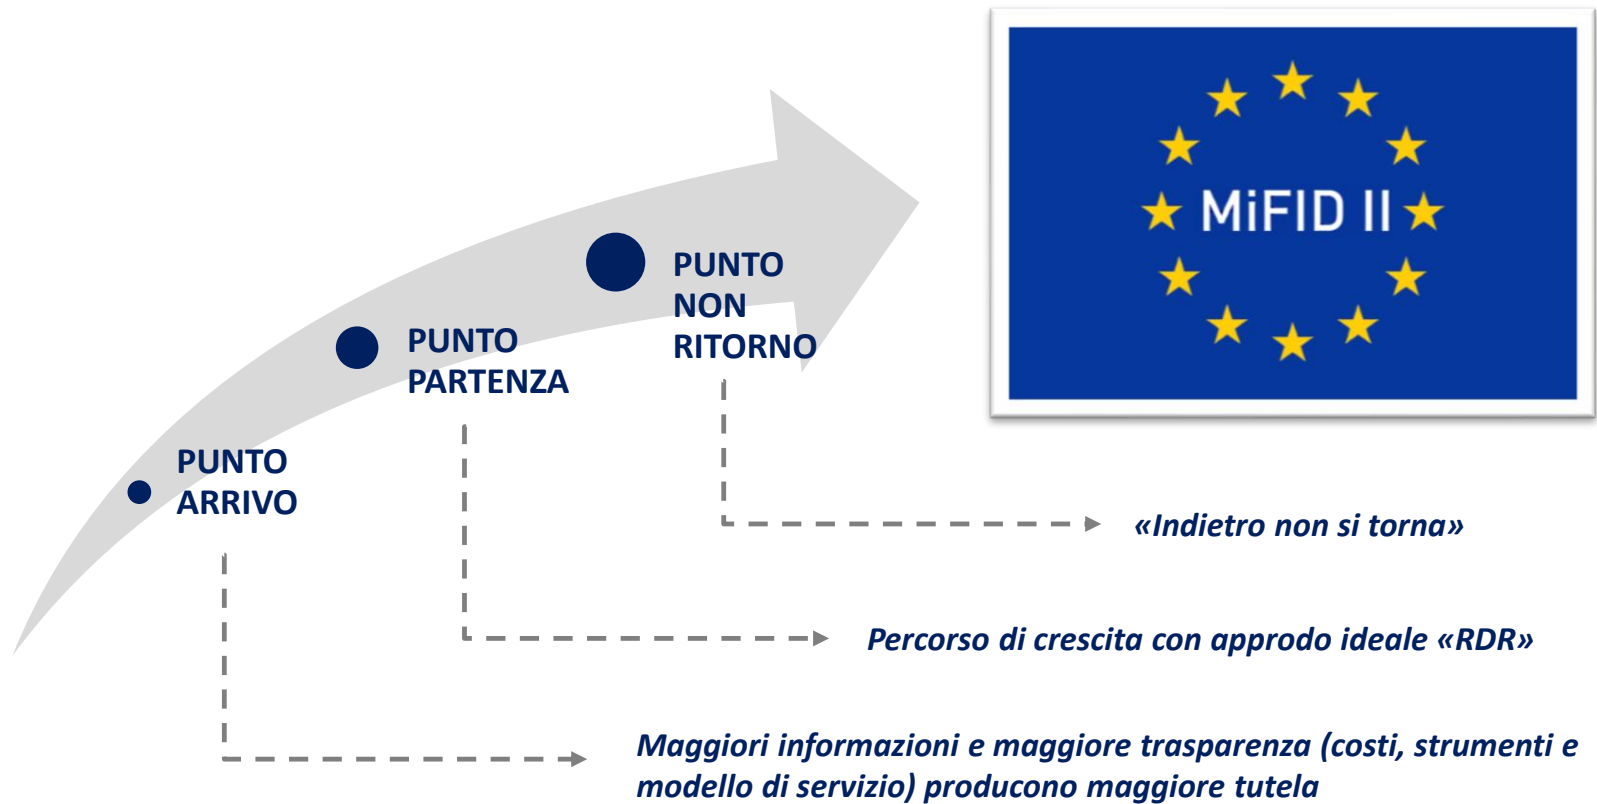 MiFID II
PUNTO
NON
RITORNO
PUNTO
PARTENZA
PUNTO
ARRIVO
«Indietro non si torna»
Percorso di crescita con approdo ideale «RDR»
Maggiori informazioni e maggiore trasparenza (costi, strumenti e
modello di servizio) producono maggiore tutela